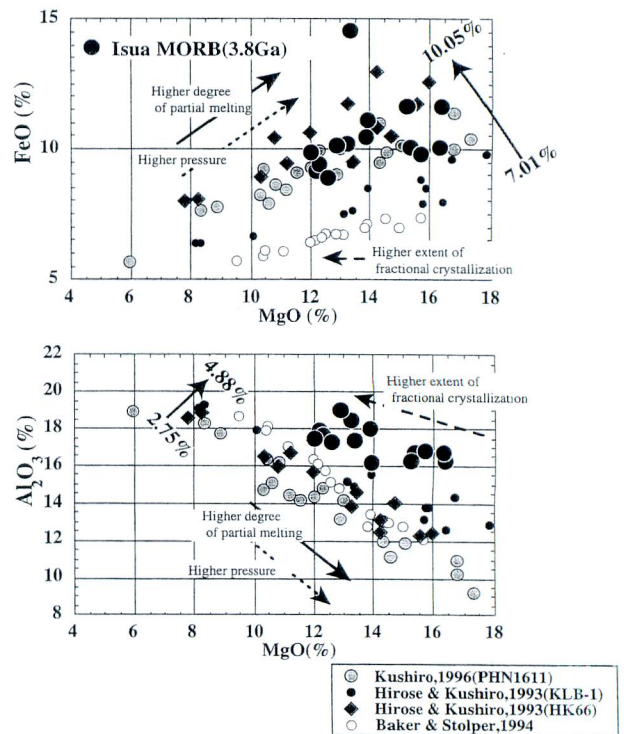 15
Isua MORB(3.8Ga)
10.05%
Higher degree
of partial melting
FeO (%)
10
Higher pressure
7.01%
Higher extent of
fractional crystallization
5
4 6 8 10 12 14 16 18
MgO (%)
22
4.88%
Higher extent of
fractional crystallization
20
2.75%
18
Al2O3 (%)
16
14
Higher degree
of partial melting
12
Higher pressure
10
8
4 6 8 10 12 14 16 18
MgO(%)
Kushiro,1996(PHN1611)
Hirose & Kushiro,1993(KLB-1)
Hirose & Kushiro,1993(HK66)
Baker & Stolper,1994